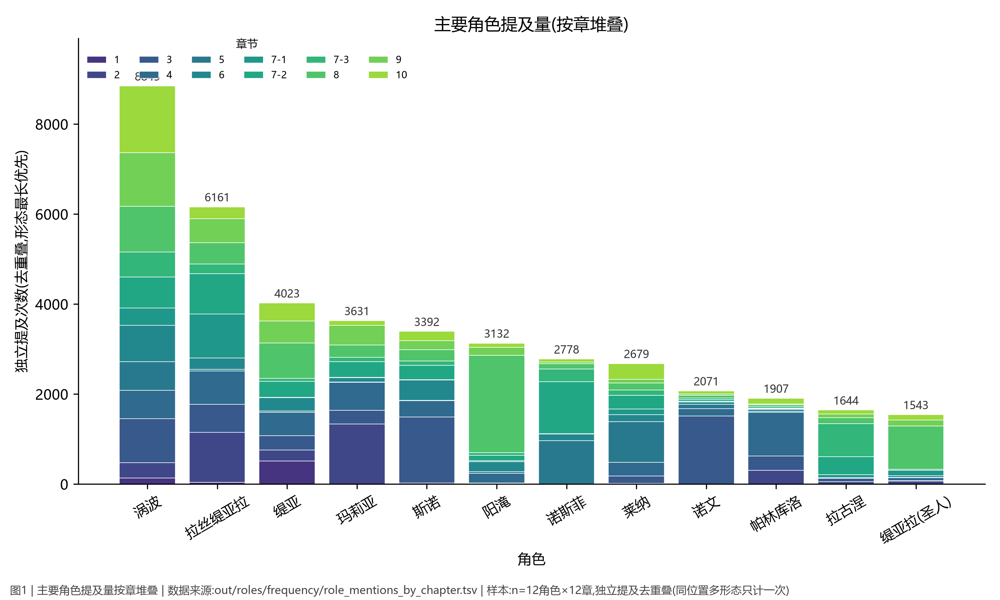 主要角色提及量(按章堆叠)
章节
1 3 5 7-1 7-3 9
2 4 6 7-2 8 10
独立提及次数(去重叠,形态最长优先)
8000
6000
4000
2000
0
6161
4023
3631
3392
3132
2778
2679
2071
1907
1644
1543
涡波
拉丝缇亚拉
缇亚
玛莉亚
斯诺
阳滝
诺斯菲
莱纳
诺文
帕林库洛
拉古涅
缇亚拉(圣人)
角色
图1 | 主要角色提及量按章堆叠 | 数据来源:out/roles/frequency/role_mentions_by_chapter.tsv | 样本:n=12角色×12章,独立提及去重叠(同位置多形态只计一次)